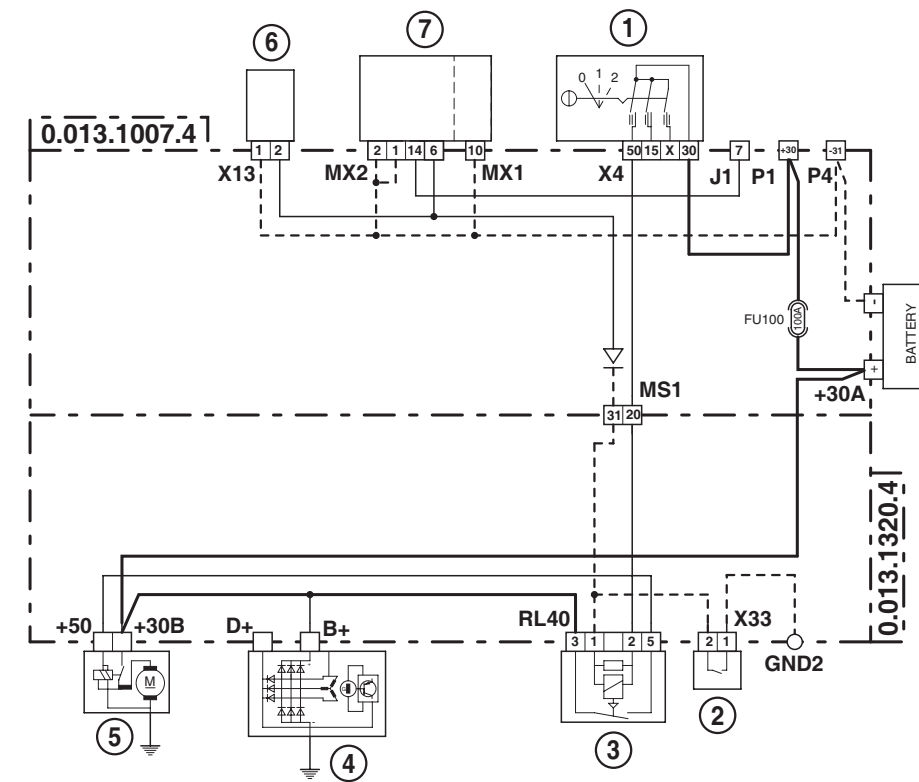 6 7 1
0 1 2
0.013.1007.4
1 2 2 1 14 6 10 50 15 X 30 7 +30 -31
X13 MX2 MX1 X4 J1 P1 P4
-
FU100 100A
BATTERY
+
+30A
MS1
31 20
0.013.1320.4
+50 +30B D+ B+ RL40 X33
3 1 2 5 2 1
GND2
M
2
5 4 3